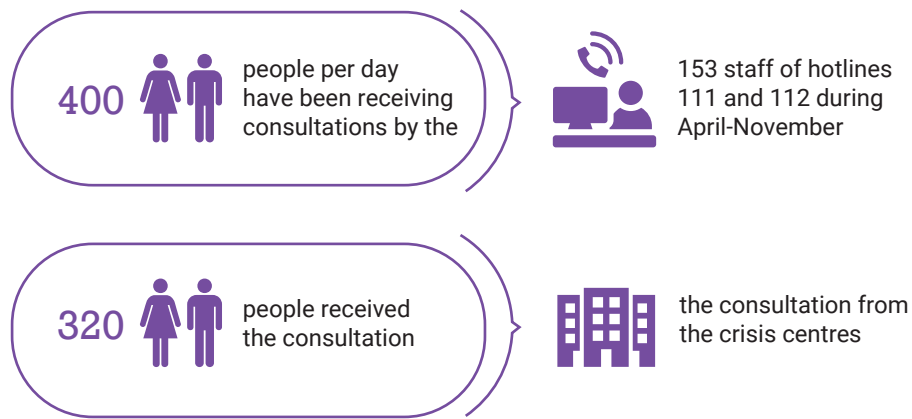 400
people per day
have been receiving
consultations by the
153 staff of hotlines
111 and 112 during
April-November
320
people received
the consultation
the consultation from
the crisis centres